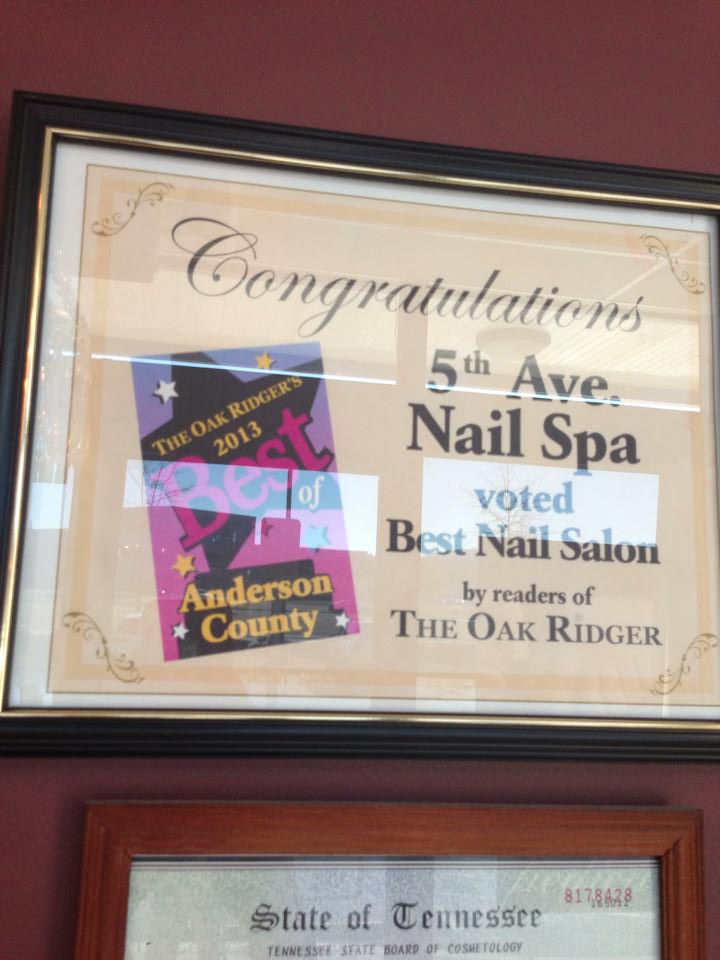 Congratulations
THE OAK RIDGER'S
2013
Best
of
Anderson
County
5th Ave.
Nail Spa
voted
Best Nail Salon
by readers of
THE OAK RIDGER
8178428
165011
State of Tennessee
TENNESSEE STATE BOARD OF COSMETOLOGY